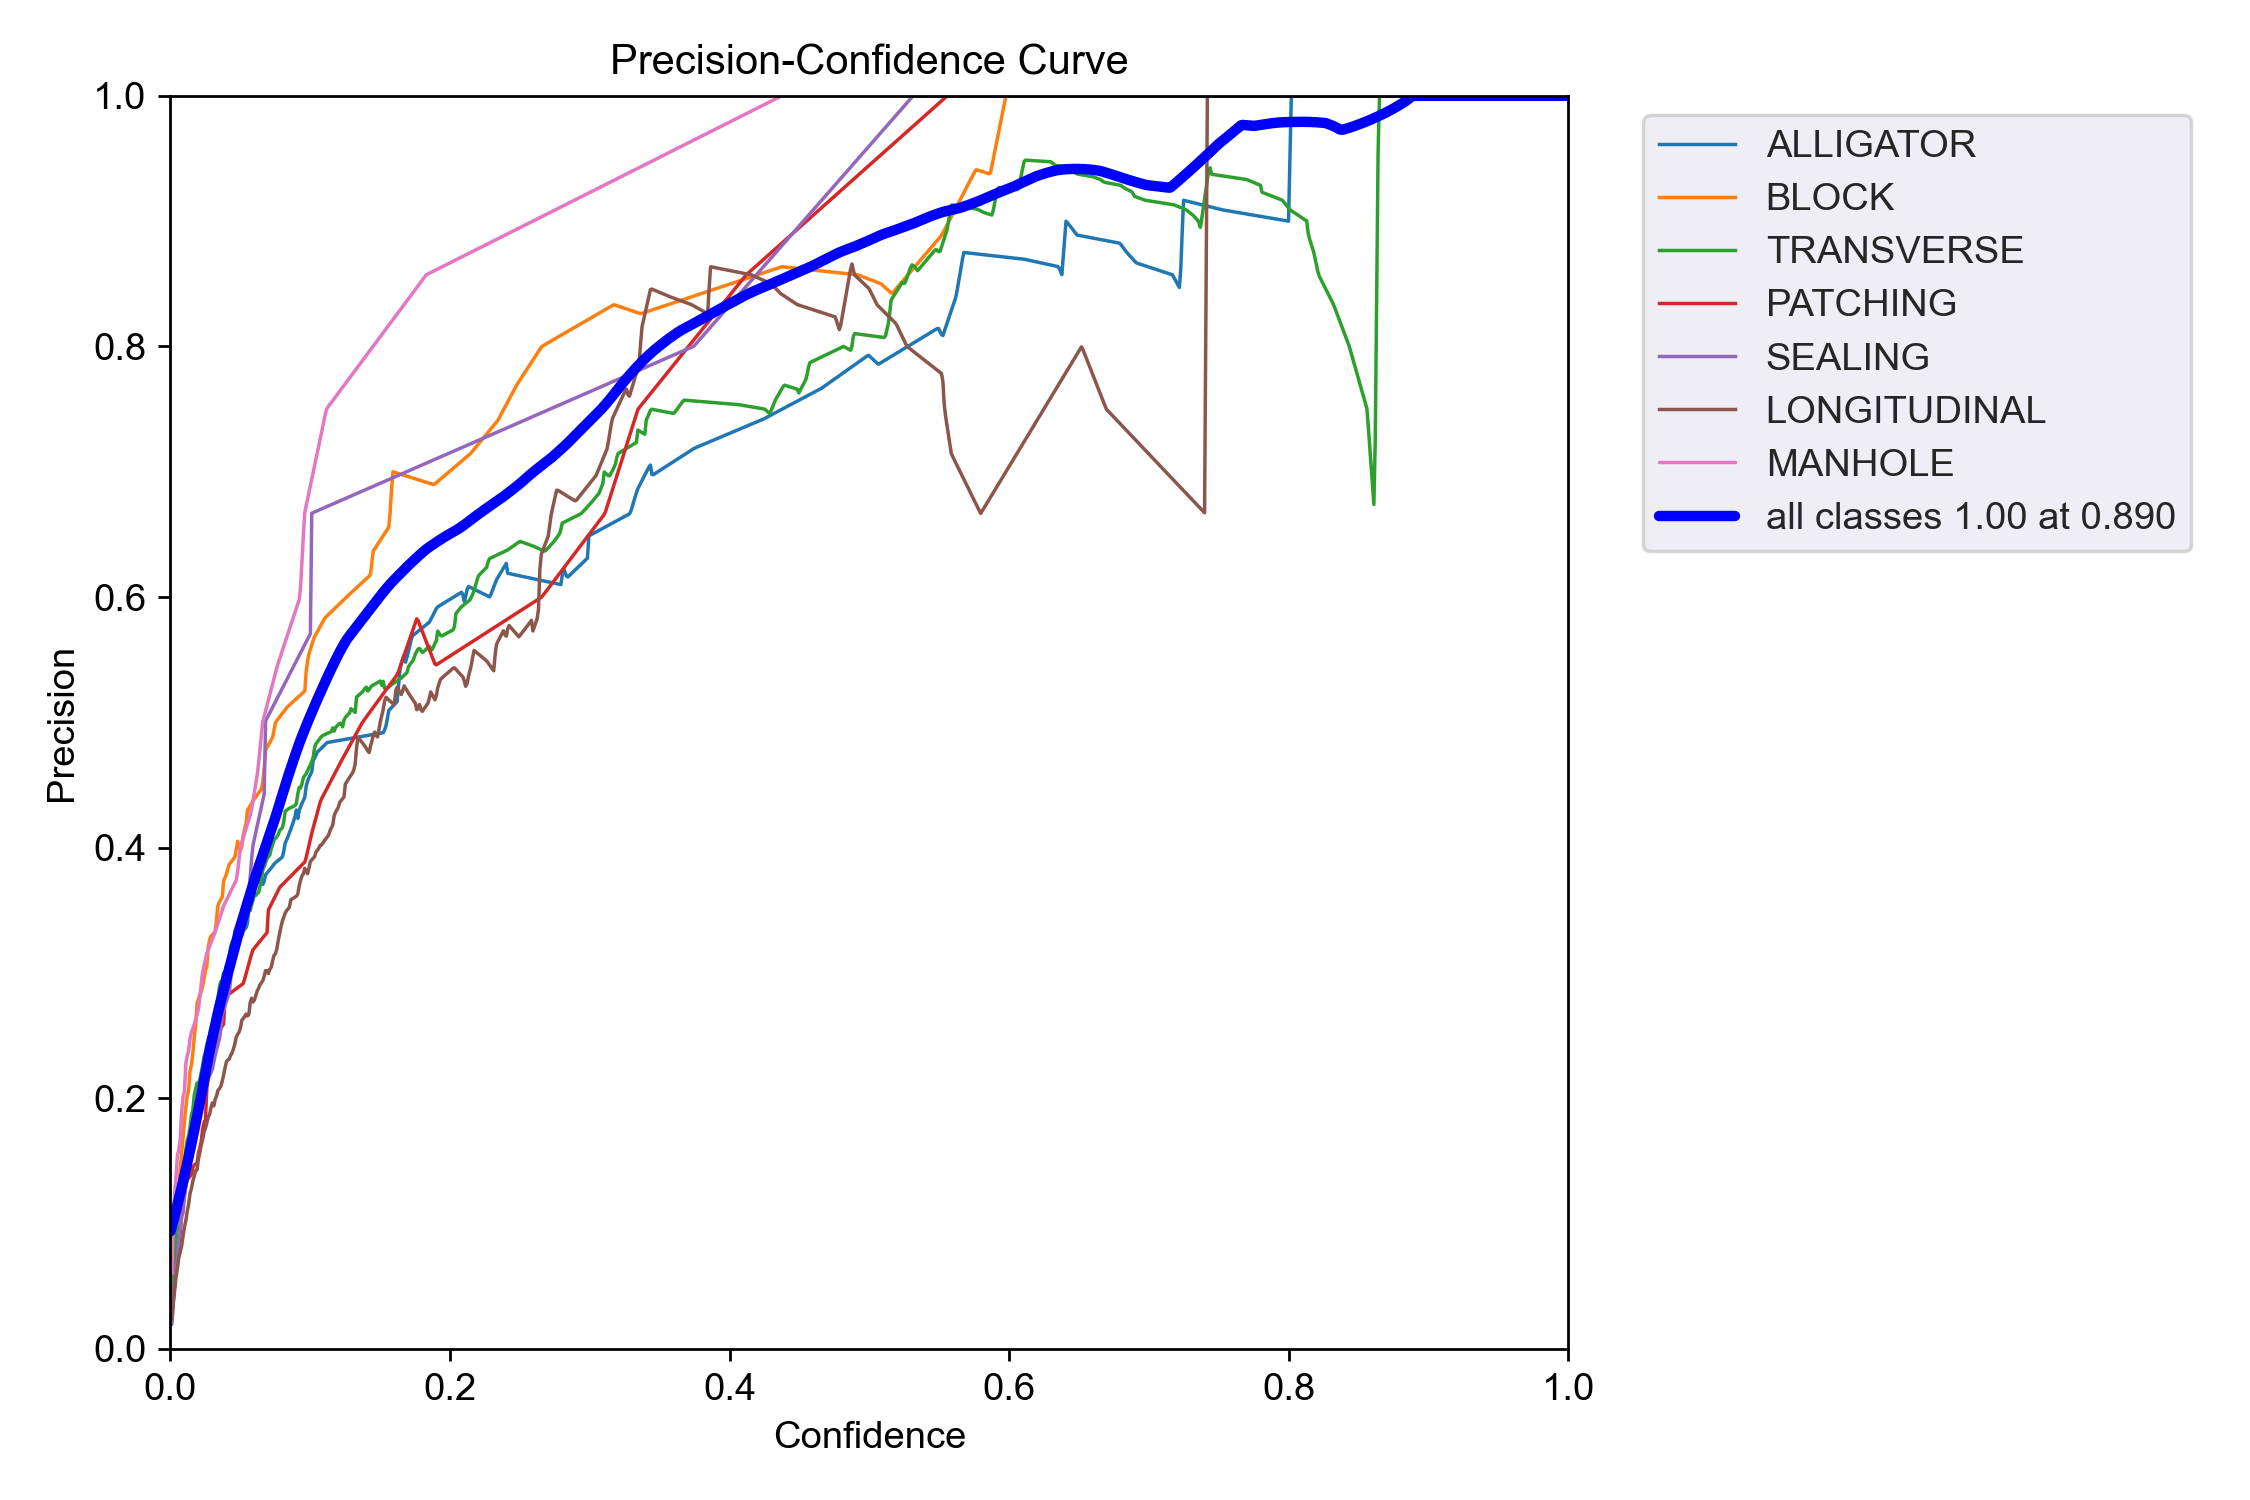 Precision-Confidence Curve
1.0
0.8
0.6
0.4
0.2
0.0
Precision
0.0 0.2 0.4 0.6 0.8 1.0
Confidence
ALLIGATOR
BLOCK
TRANSVERSE
PATCHING
SEALING
LONGITUDINAL
MANHOLE
all classes 1.00 at 0.890